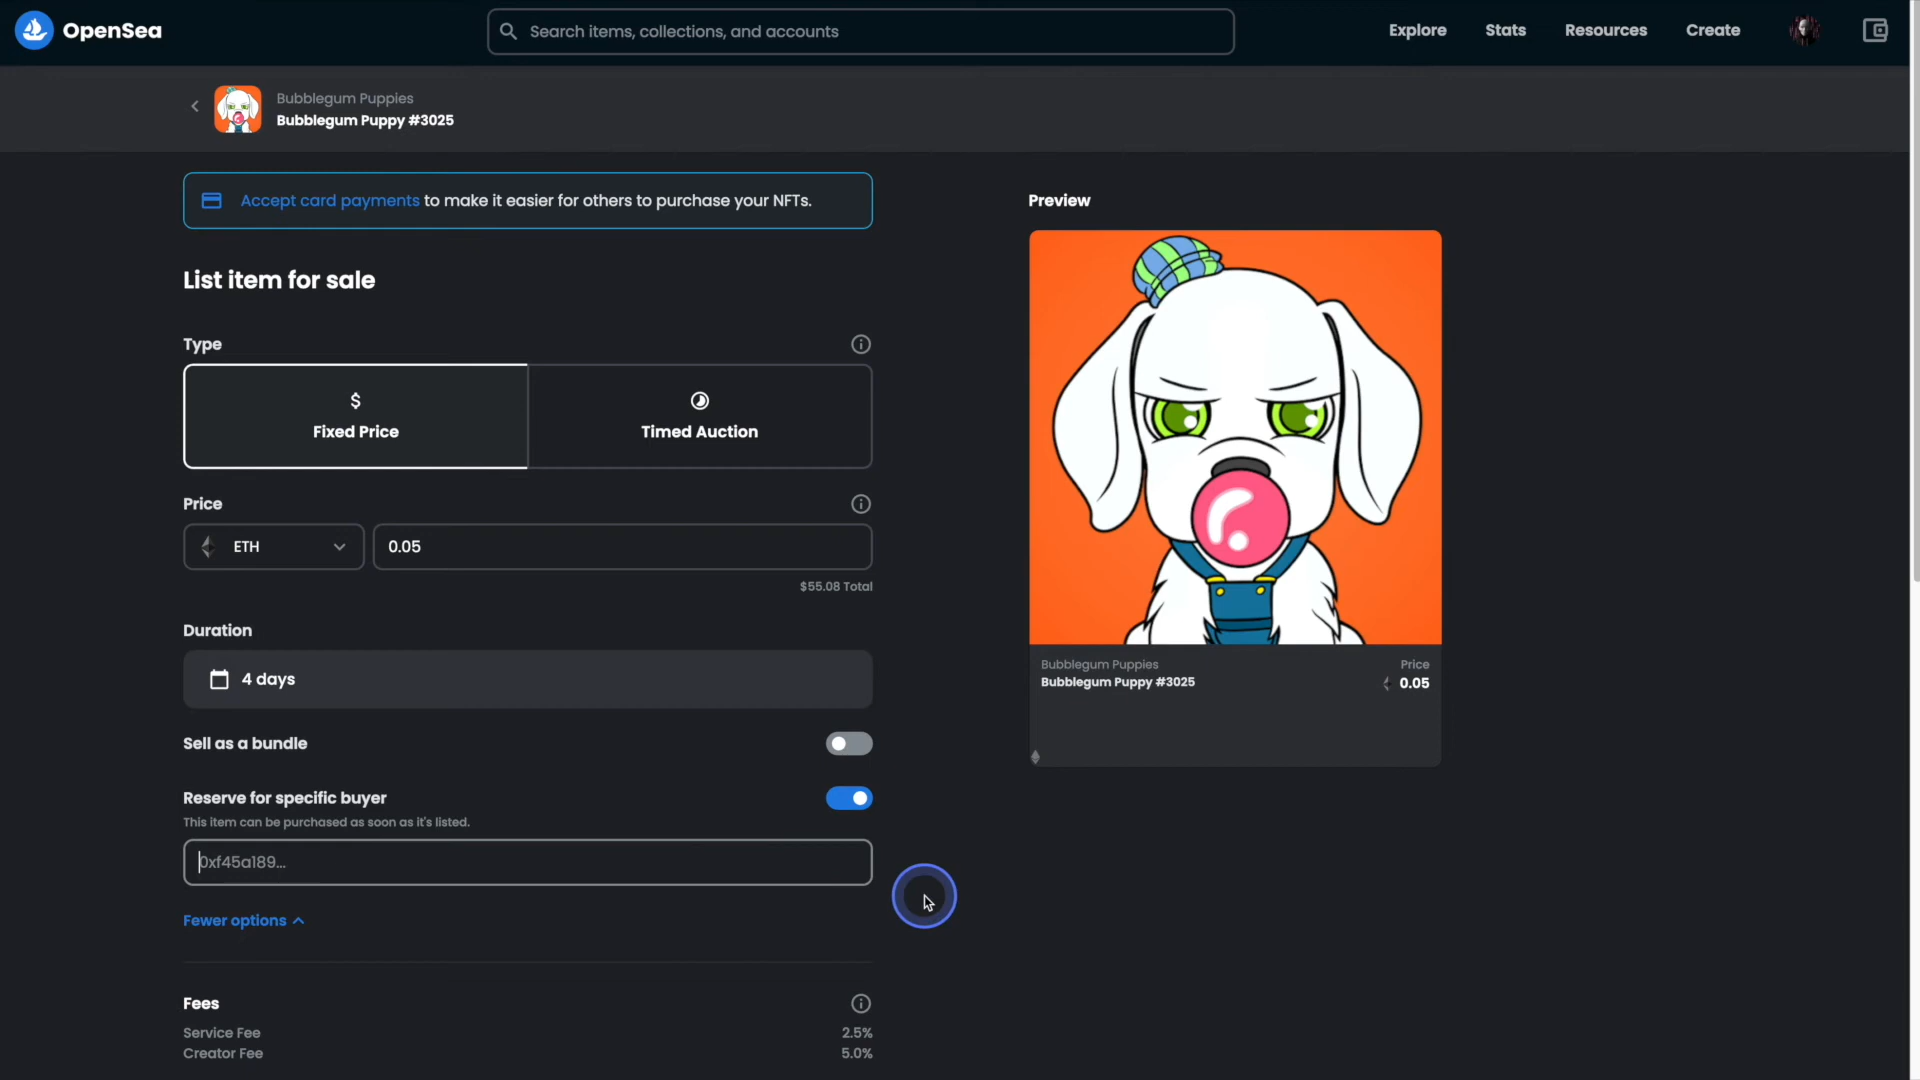 OpenSea
Search items, collections, and accounts
Explore
Stats
Resources
Create
Bubblegum Puppies
Bubblegum Puppy #3025
Accept card payments to make it easier for others to purchase your NFTs.
List item for sale
Type
$
Fixed Price
Timed Auction
Price
ETH
0.05
$55.08 Total
Duration
4 days
Sell as a bundle
Reserve for specific buyer
This item can be purchased as soon as it's listed.
0xf45a189...
Fewer options
Fees
Service Fee
2.5%
Creator Fee
5.0%
Preview
Bubblegum Puppies
Price
Bubblegum Puppy #3025
0.05